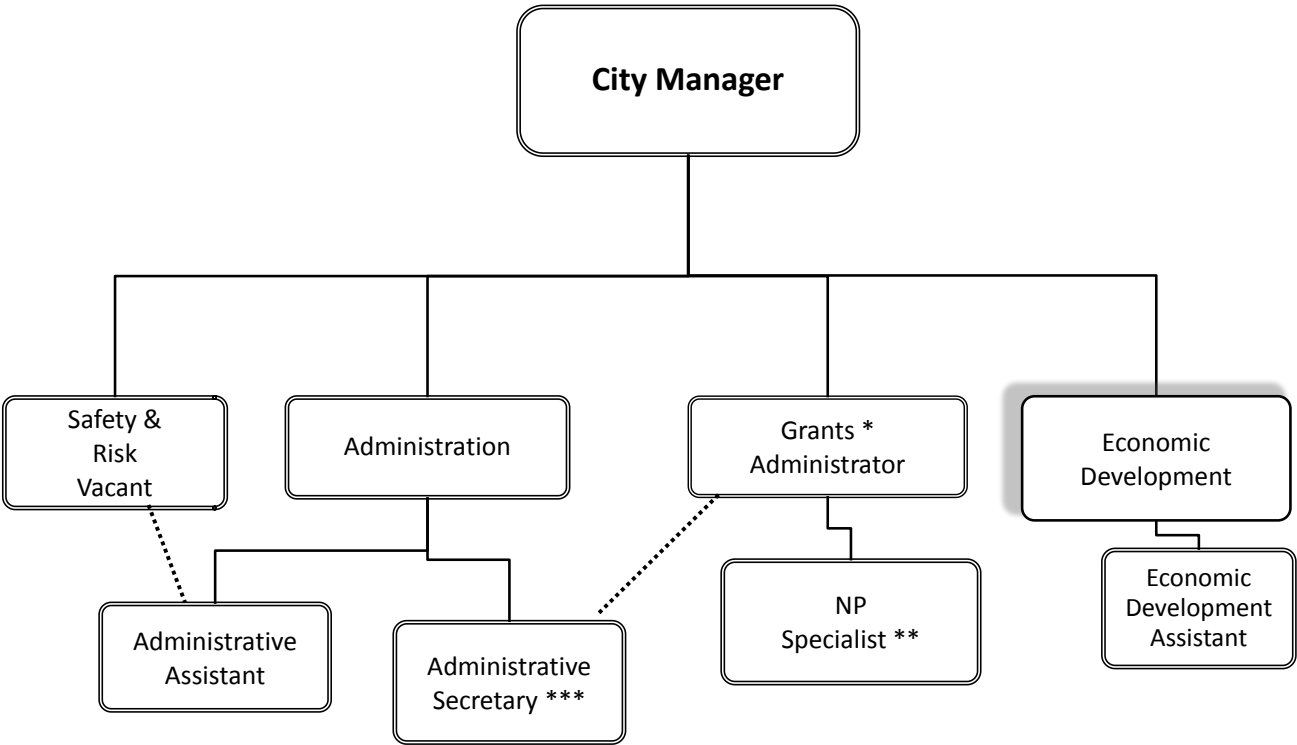 City Manager
Safety &
Risk
Vacant
Administration
Grants *
Administrator
Economic
Development
Administrative
Assistant
Administrative
Secretary ***
NP
Specialist **
Economic
Development
Assistant